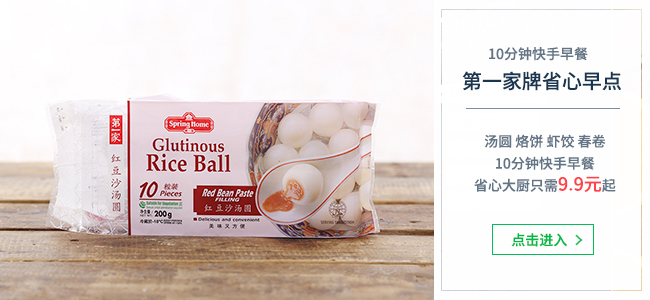 第一家
红豆沙汤圆
Spring Home
Glutinous
Rice Ball
10 粒装
Pieces
Red Bean Paste
FILLING
红豆沙汤圆
Suitable for Vegetarian
200g
Delicious and convenient
美味又方便
10分钟快手早餐
第一家牌省心早点
汤圆 烙饼 虾饺 春卷
10分钟快手早餐
省心大厨只需9.9元起
点击进入 >